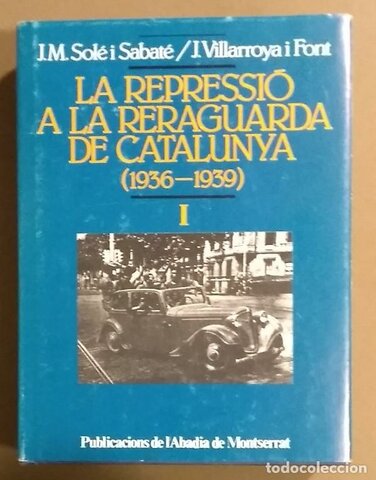 J.M. Solé i Sabaté / J. Villarroya i Font
LA REPRESSIÓ
A LA RERAGUARDA
DE CATALUNYA
(1936-1939)
I
Publicacions de l'Abadia de Montserrat
todocoleccion